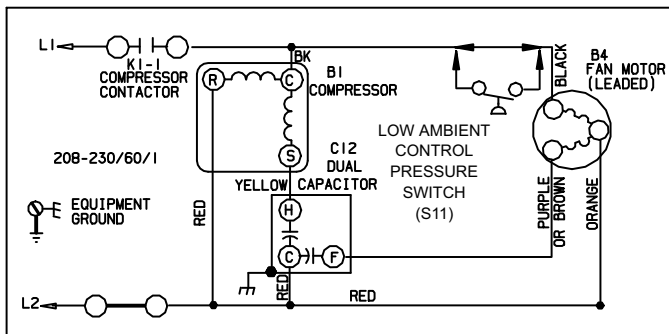 L1
K1-1
COMPRESSOR
CONTACTOR
BK
R
C
B1
COMPRESSOR
S
BLACK
B4
FAN MOTOR
(LEADED)
LOW AMBIENT
CONTROL
PRESSURE
SWITCH
(S11)
208-230/60/1
C12
DUAL
CAPACITOR
YELLOW
H
C
F
EQUIPMENT
GROUND
RED
RED
PURPLE
OR BROWN
ORANGE
L2
RED